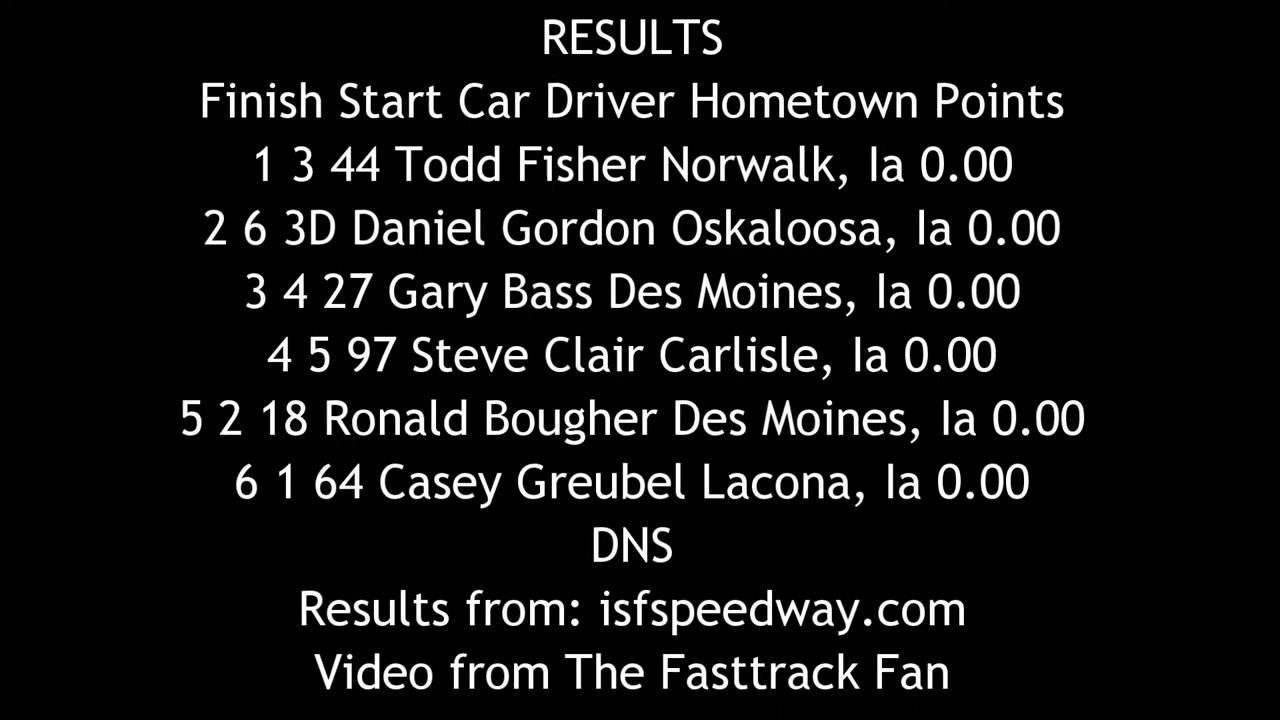 RESULTS
Finish Start Car Driver Hometown Points
1 3 44 Todd Fisher Norwalk, Ia 0.00
2 6 3D Daniel Gordon Oskaloosa, Ia 0.00
3 4 27 Gary Bass Des Moines, Ia 0.00
4 5 97 Steve Clair Carlisle, Ia 0.00
5 2 18 Ronald Bougher Des Moines, Ia 0.00
6 1 64 Casey Greubel Lacona, Ia 0.00
DNS
Results from: isfspeedway.com
Video from The Fasttrack Fan